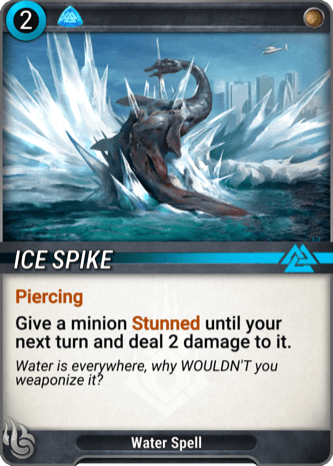 2
ICE SPIKE
Piercing
Give a minion Stunned until your
next turn and deal 2 damage to it.
Water is everywhere, why WOULDN'T you
weaponize it?
Water Spell